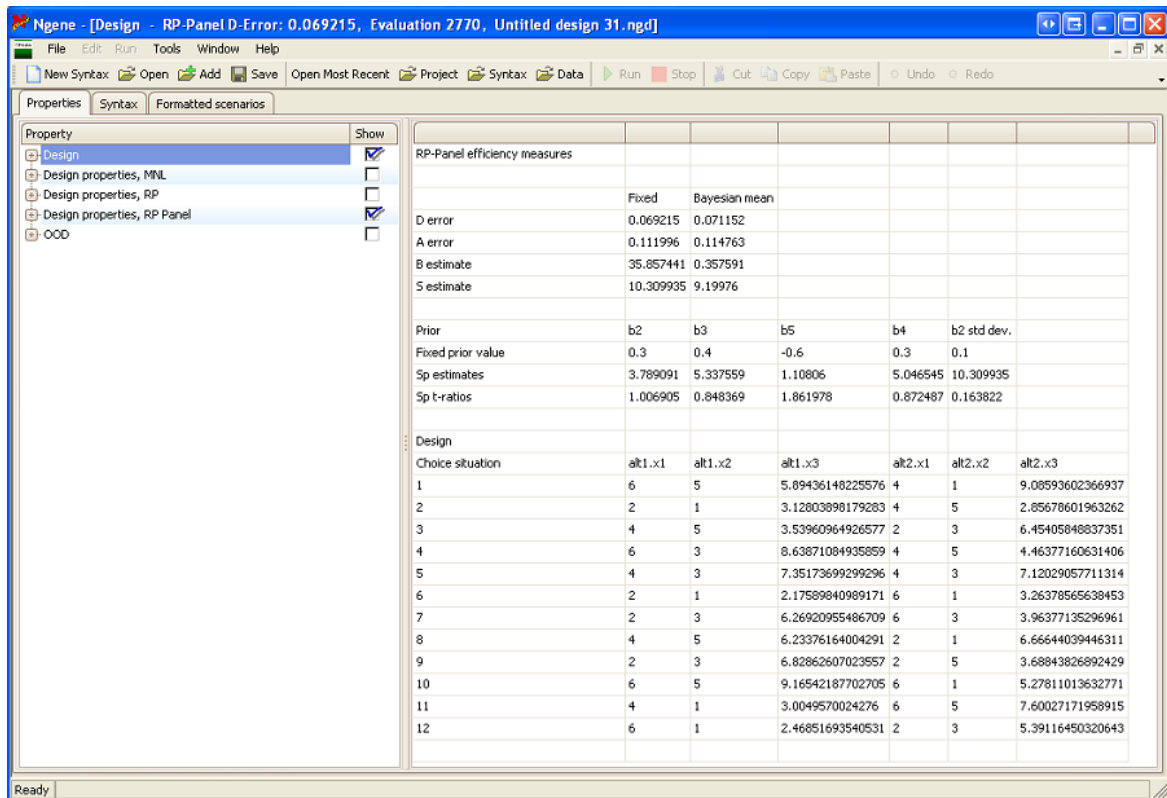 Ngene - [Design - RP-Panel D-Error: 0.069215, Evaluation 2770, Untitled design 31.ngd]
File Edit Run Tools Window Help
New Syntax Open Add Save Open Most Recent Project Syntax Data Run Stop Cut Copy Paste Undo Redo
Properties Syntax Formatted scenarios
Property Show
Design
Design properties, MNL
Design properties, RP
Design properties, RP Panel
OOD
RP-Panel efficiency measures
Fixed Bayesian mean
D error 0.069215 0.071152
A error 0.111996 0.114763
B estimate 35.857441 0.357591
S estimate 10.309935 9.19976
Prior b2 b3 b5 b4 b2 std dev.
Fixed prior value 0.3 0.4 -0.6 0.3 0.1
Sp estimates 3.789091 5.337559 1.10806 5.046545 10.309935
Sp t-ratios 1.006905 0.848369 1.861978 0.872487 0.163822
Design
Choice situation alt1.x1 alt1.x2 alt1.x3 alt2.x1 alt2.x2 alt2.x3
1 6 5 5.89436148225576 4 1 9.08593602366937
2 2 1 3.12803898179283 4 5 2.85678601963262
3 4 5 3.53960964926577 2 3 6.45405848837351
4 6 3 8.63871084935859 4 5 4.46377160631406
5 4 3 7.35173699299296 4 3 7.12029057711314
6 2 1 2.17589840989171 6 1 3.26378565638453
7 2 3 6.26920955486709 6 3 3.96377135296961
8 4 5 6.23376164004291 2 1 6.66644039446311
9 2 3 6.82862607023557 2 5 3.68843826892429
10 6 5 9.16542187702705 6 1 5.27811013632771
11 4 1 3.0049570024276 6 5 7.60027171958915
12 6 1 2.46851693540531 2 3 5.39116450320643
Ready